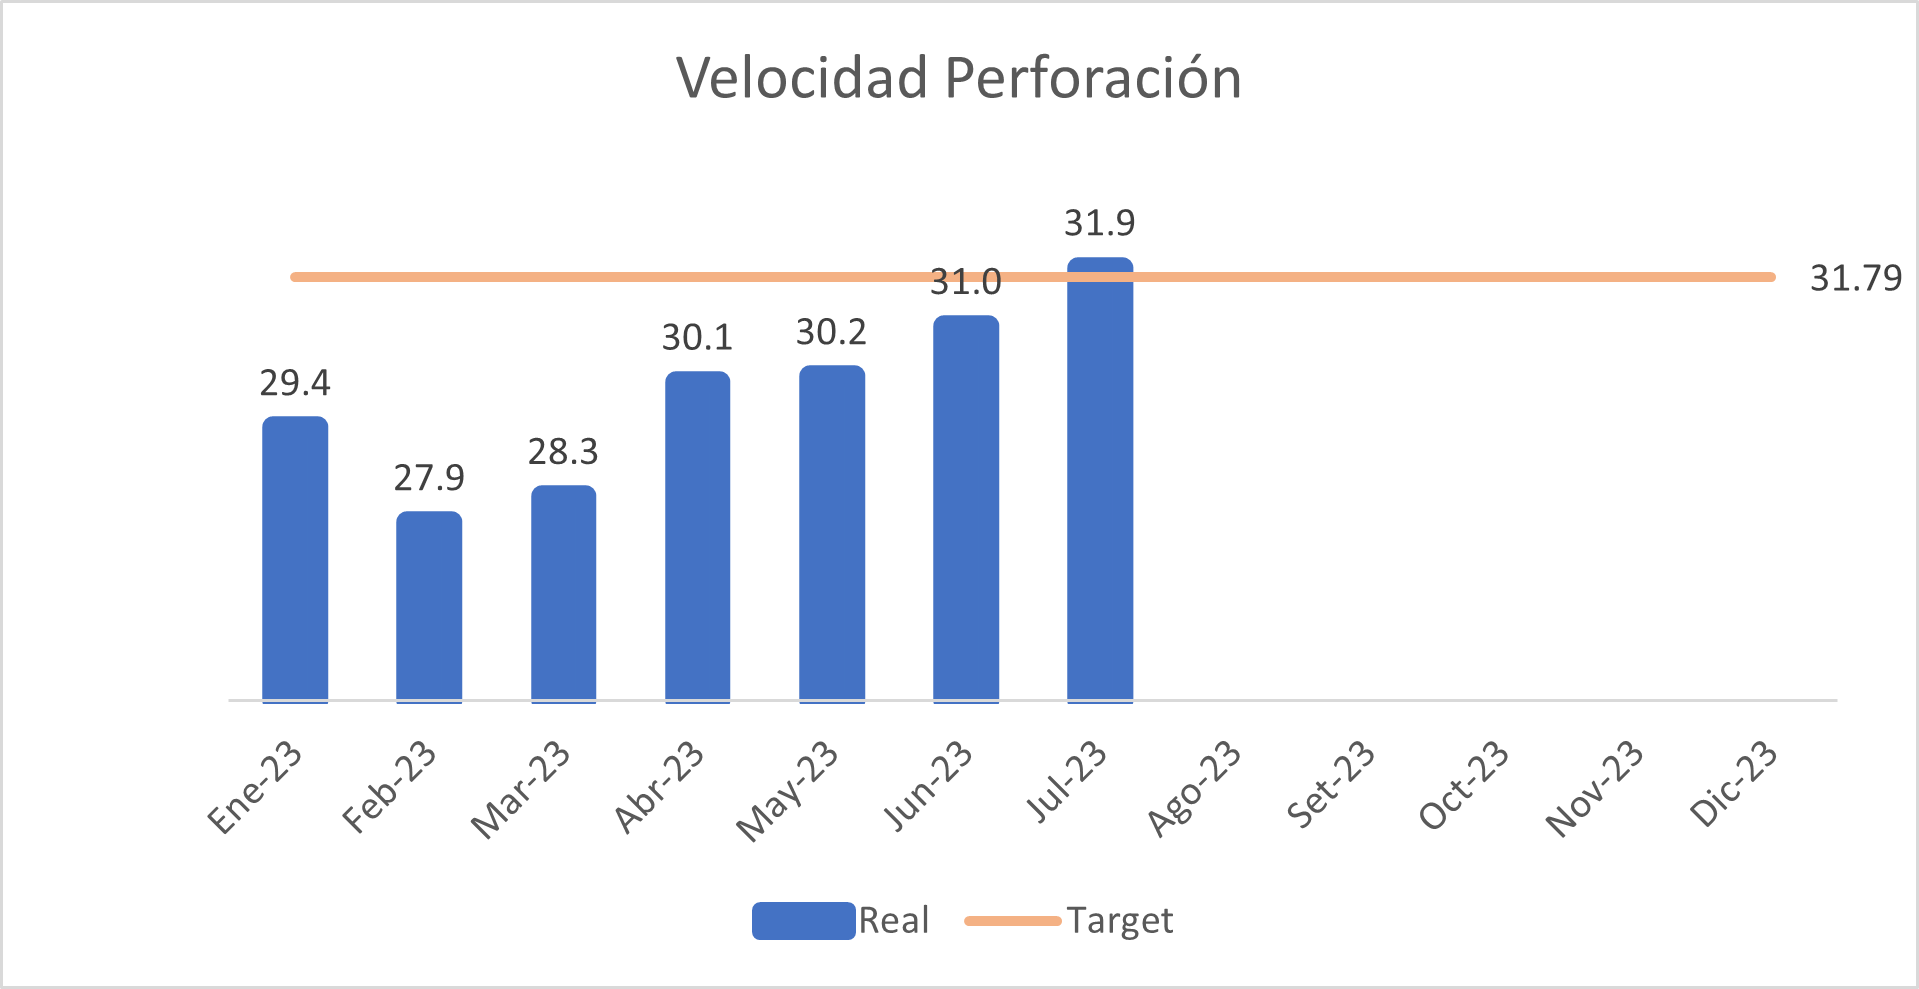 Velocidad Perforación
31.9
31.79
31.0
30.1
30.2
29.4
28.3
27.9
Ene-23
Feb-23
Mar-23
Abr-23
May-23
Jun-23
Jul-23
Ago-23
Set-23
Oct-23
Nov-23
Dic-23
Real
Target